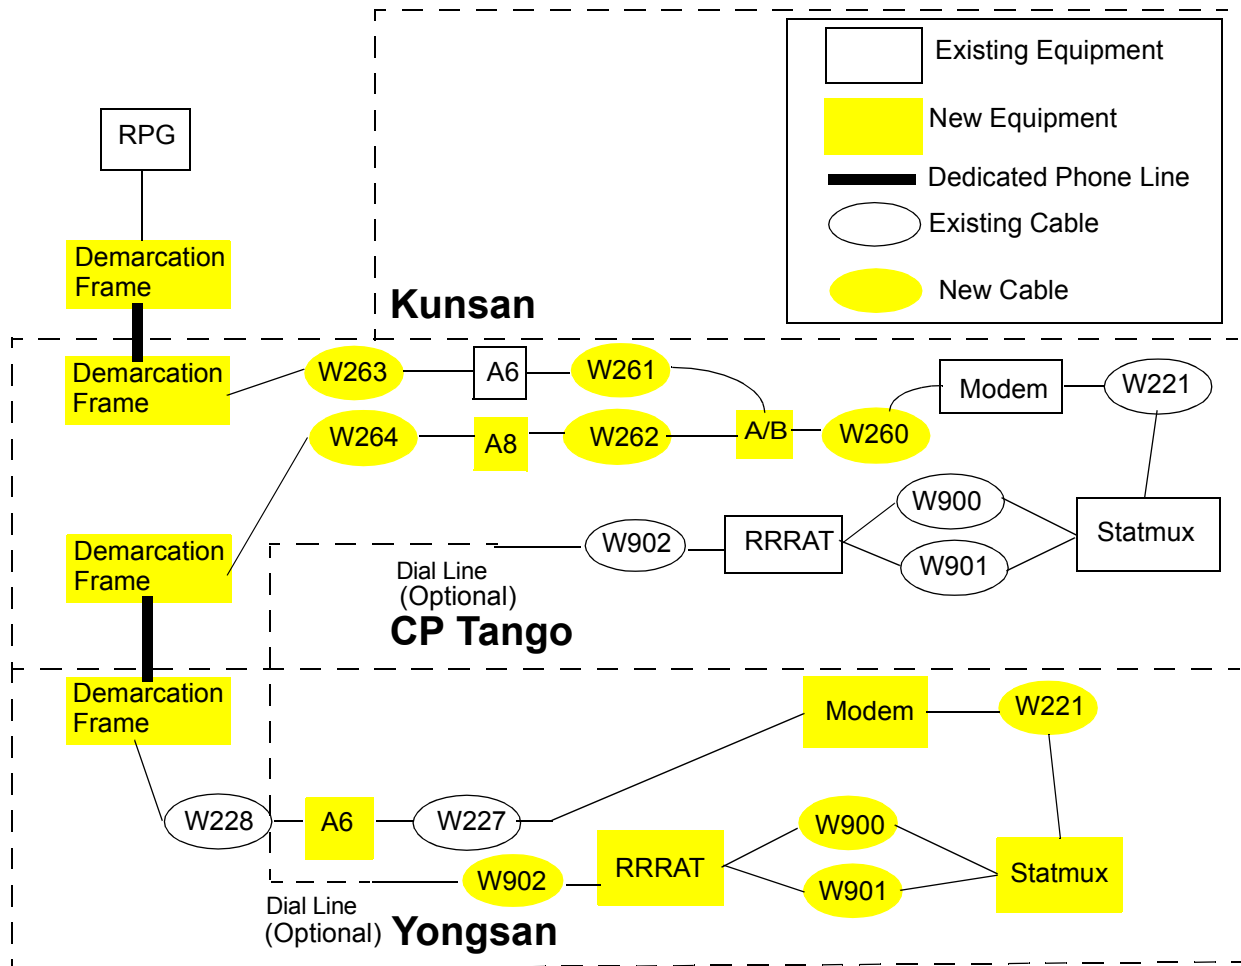 Existing Equipment
New Equipment
Dedicated Phone Line
Existing Cable
New Cable
RPG
Demarcation
Frame
Kunsan
Demarcation
Frame
W263
A6
W261
Modem
W221
W264
A8
W262
A/B
W260
Demarcation
Frame
W902
RRRAT
W900
W901
Statmux
Dial Line
(Optional)
CP Tango
Demarcation
Frame
Modem
W221
W228
A6
W227
W902
RRRAT
W900
W901
Statmux
Dial Line
(Optional)
Yongsan